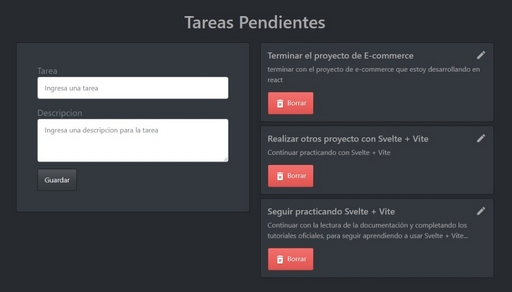 Tareas Pendientes
Tarea
Ingresa una tarea
Descripcion
Ingresa una descripcion para la tarea
Guardar
Terminar el proyecto de E-commerce
terminar con el proyecto de e-commerce que estoy desarrollando en
react
Borrar
Realizar otros proyecto con Svelte + Vite
Continuar practicando con Svelte + Vite
Borrar
Seguir practicando Svelte + Vite
Continuar con la lectura de la documentación y completando los
tutoriales oficiales, para seguir aprendiendo a usar Svelte + Vite...
Borrar